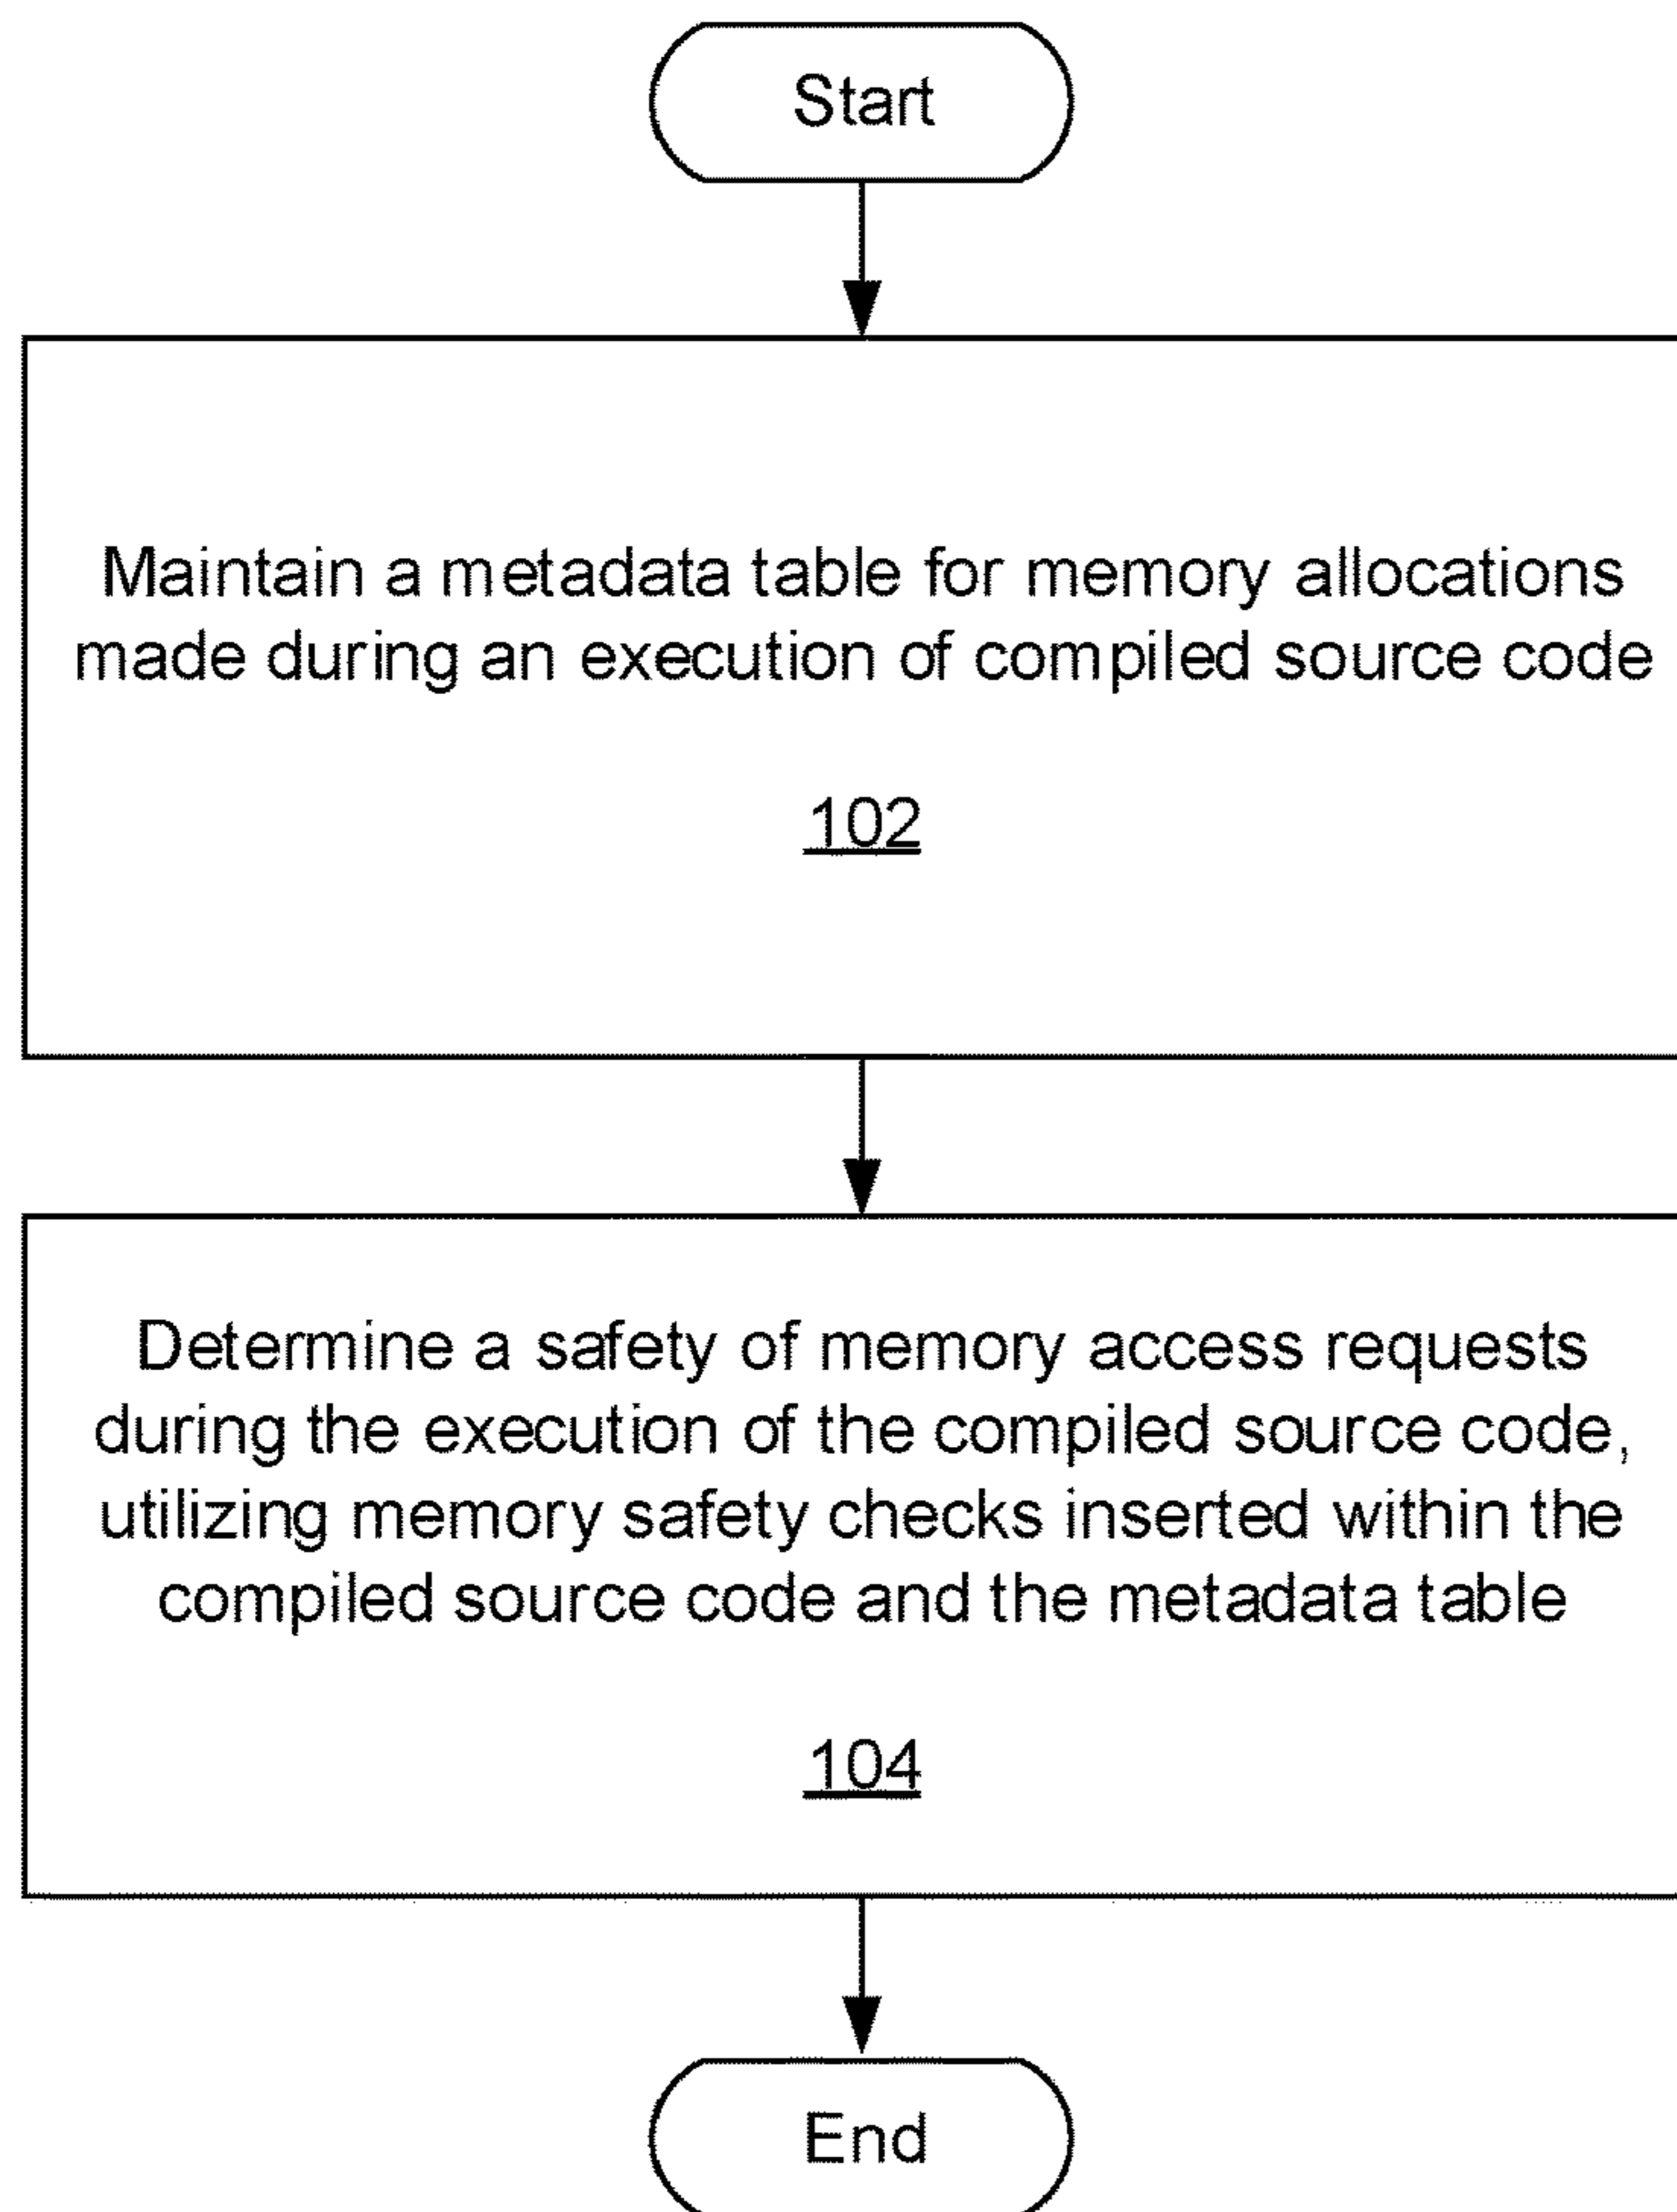 Start
Maintain a metadata table for memory allocations
made during an execution of compiled source code
102
Determine a safety of memory access requests
during the execution of the compiled source code,
utilizing memory safety checks inserted within the
compiled source code and the metadata table
104
End